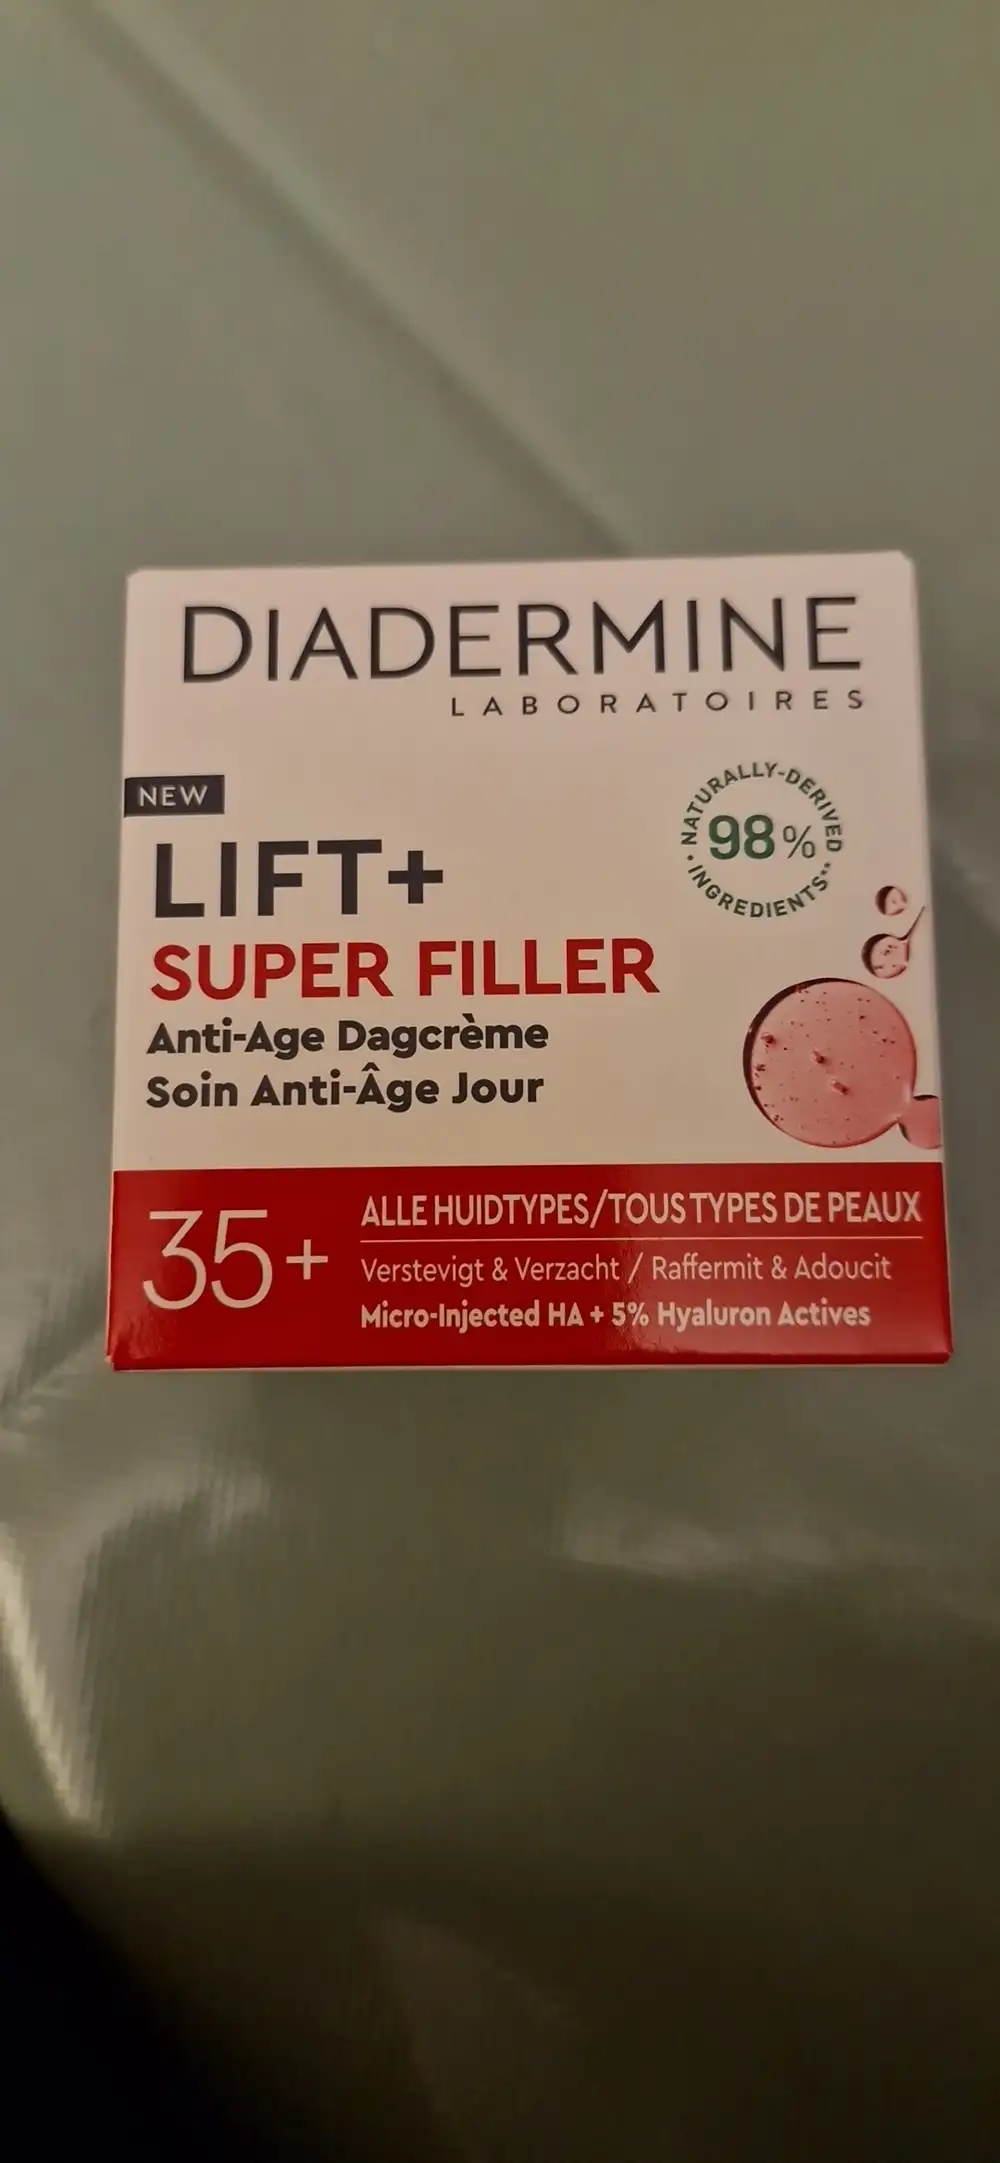 DIADERMINE
LABORATOIRES
NEW
LIFT+
SUPER FILLER
Anti-Age Dagcrème
Soin Anti-Âge Jour
NATURALLY-DERIVED
98%
INGREDIENTS**
35+
ALLE HUIDTYPES/TOUS TYPES DE PEAUX
Verstevigt & Verzacht / Raffermit & Adoucit
Micro-Injected HA + 5% Hyaluron Actives